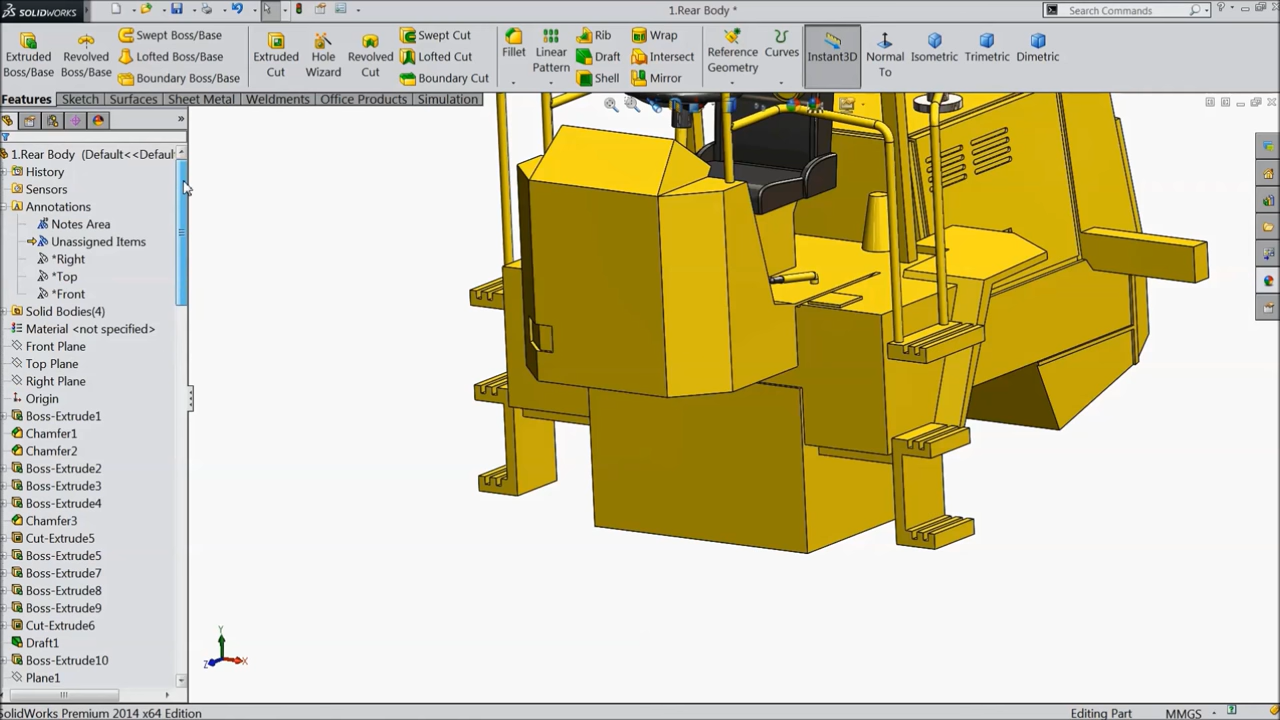 SOLIDWORKS
1.Rear Body *
Search Commands
Extruded Boss/Base
Revolved Boss/Base
Swept Boss/Base
Lofted Boss/Base
Boundary Boss/Base
Extruded Cut
Hole Wizard
Revolved Cut
Swept Cut
Lofted Cut
Boundary Cut
Fillet
Linear Pattern
Rib
Draft
Shell
Wrap
Intersect
Mirror
Reference Geometry
Curves
Instant3D
Normal To
Isometric
Trimetric
Dimetric
Features
Sketch
Surfaces
Sheet Metal
Weldments
Office Products
Simulation
1.Rear Body (Default<<Defaul
History
Sensors
Annotations
Notes Area
Unassigned Items
*Right
*Top
*Front
Solid Bodies(4)
Material <not specified>
Front Plane
Top Plane
Right Plane
Origin
Boss-Extrude1
Chamfer1
Chamfer2
Boss-Extrude2
Boss-Extrude3
Boss-Extrude4
Chamfer3
Cut-Extrude5
Boss-Extrude5
Boss-Extrude7
Boss-Extrude8
Boss-Extrude9
Cut-Extrude6
Draft1
Boss-Extrude10
Plane1
Y
Z
X
SolidWorks Premium 2014 x64 Edition
Editing Part
MMGS